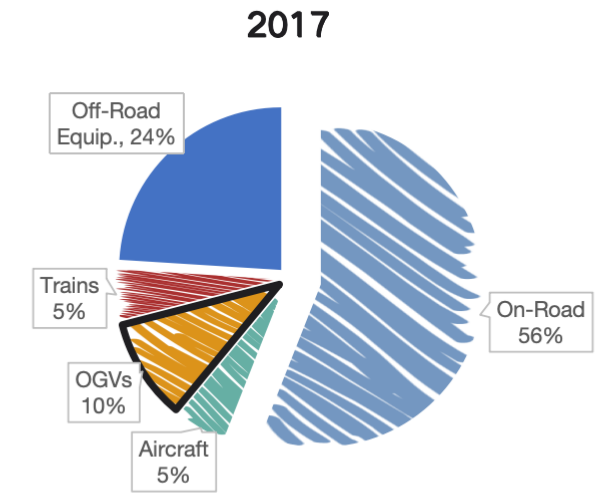 2017
Off-Road
Equip., 24%
Trains
5%
OGVs
10%
Aircraft
5%
On-Road
56%